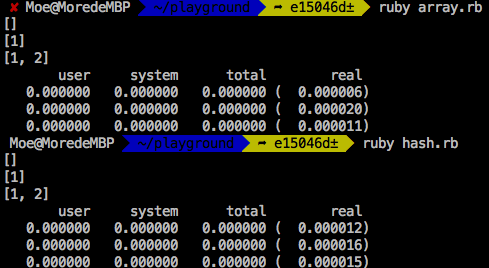 ✘ Moe@MoredeMBP ~/playground ➦ e15046d± ruby array.rb
[]
[1]
[1, 2]
user system total real
0.000000 0.000000 0.000000 ( 0.000006)
0.000000 0.000000 0.000000 ( 0.000020)
0.000000 0.000000 0.000000 ( 0.000011)
Moe@MoredeMBP ~/playground ➦ e15046d± ruby hash.rb
[]
[1]
[1, 2]
user system total real
0.000000 0.000000 0.000000 ( 0.000012)
0.000000 0.000000 0.000000 ( 0.000016)
0.000000 0.000000 0.000000 ( 0.000015)